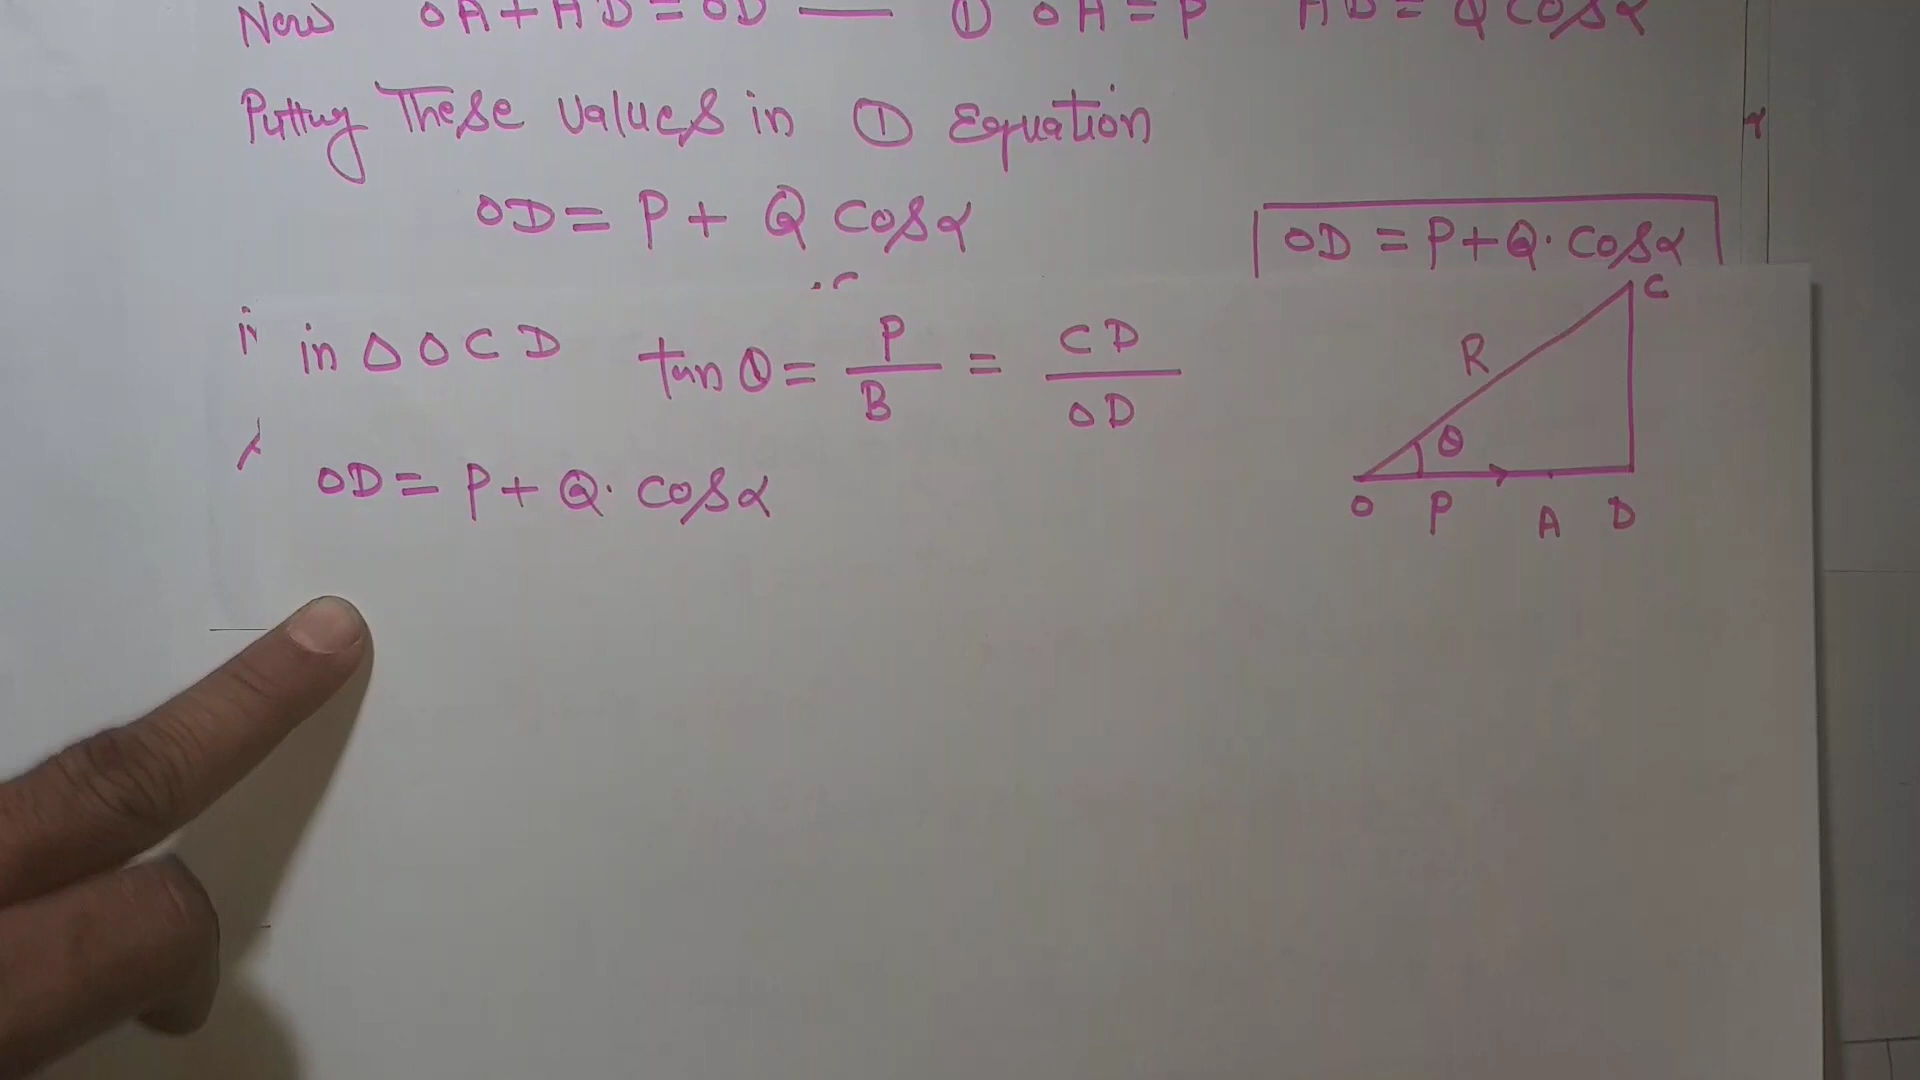 Now OA + AD = OD — ① OA = P AD = Q cosα
Putting These Values in ① Equation
OD = P + Q cosα
OD = P + Q · cosα
in △ OCD tan θ = P / B = CD / OD
OD = P + Q · cosα
C
R
θ
O P A D